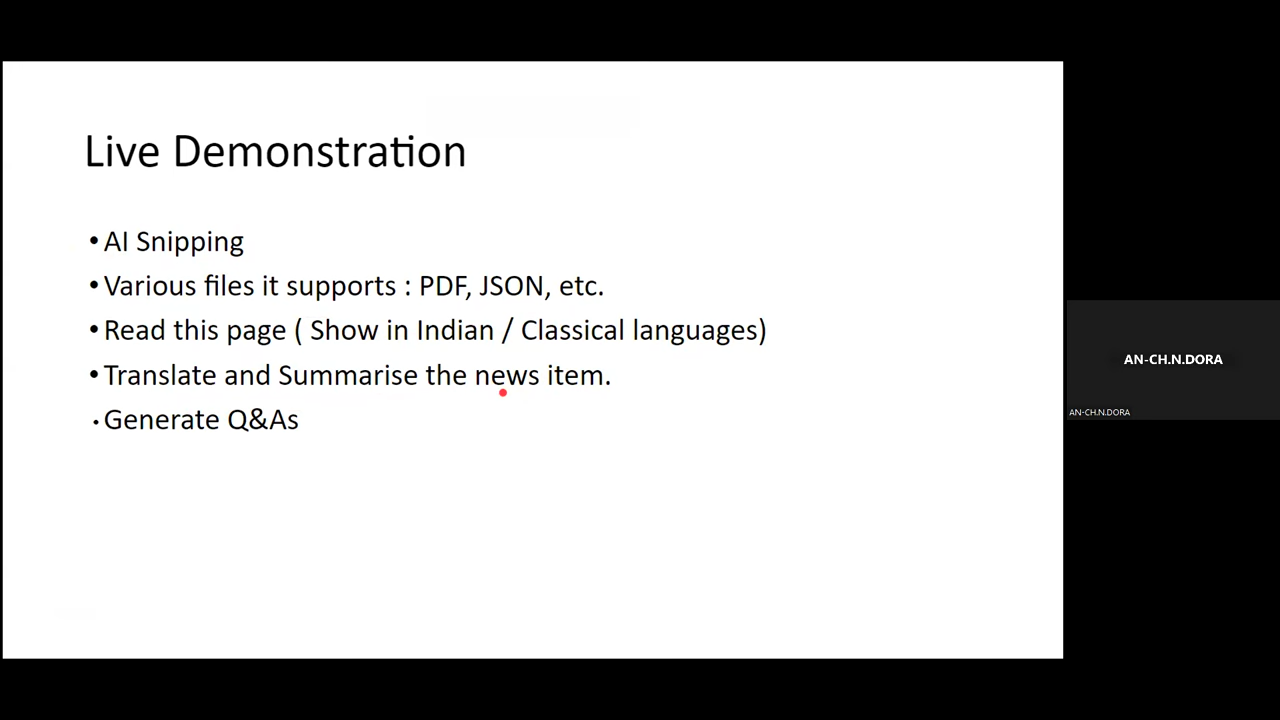 Live Demonstration
• AI Snipping
• Various files it supports : PDF, JSON, etc.
• Read this page ( Show in Indian / Classical languages)
• Translate and Summarise the news item.
• Generate Q&As
AN-CH.N.DORA
AN-CH.N.DORA